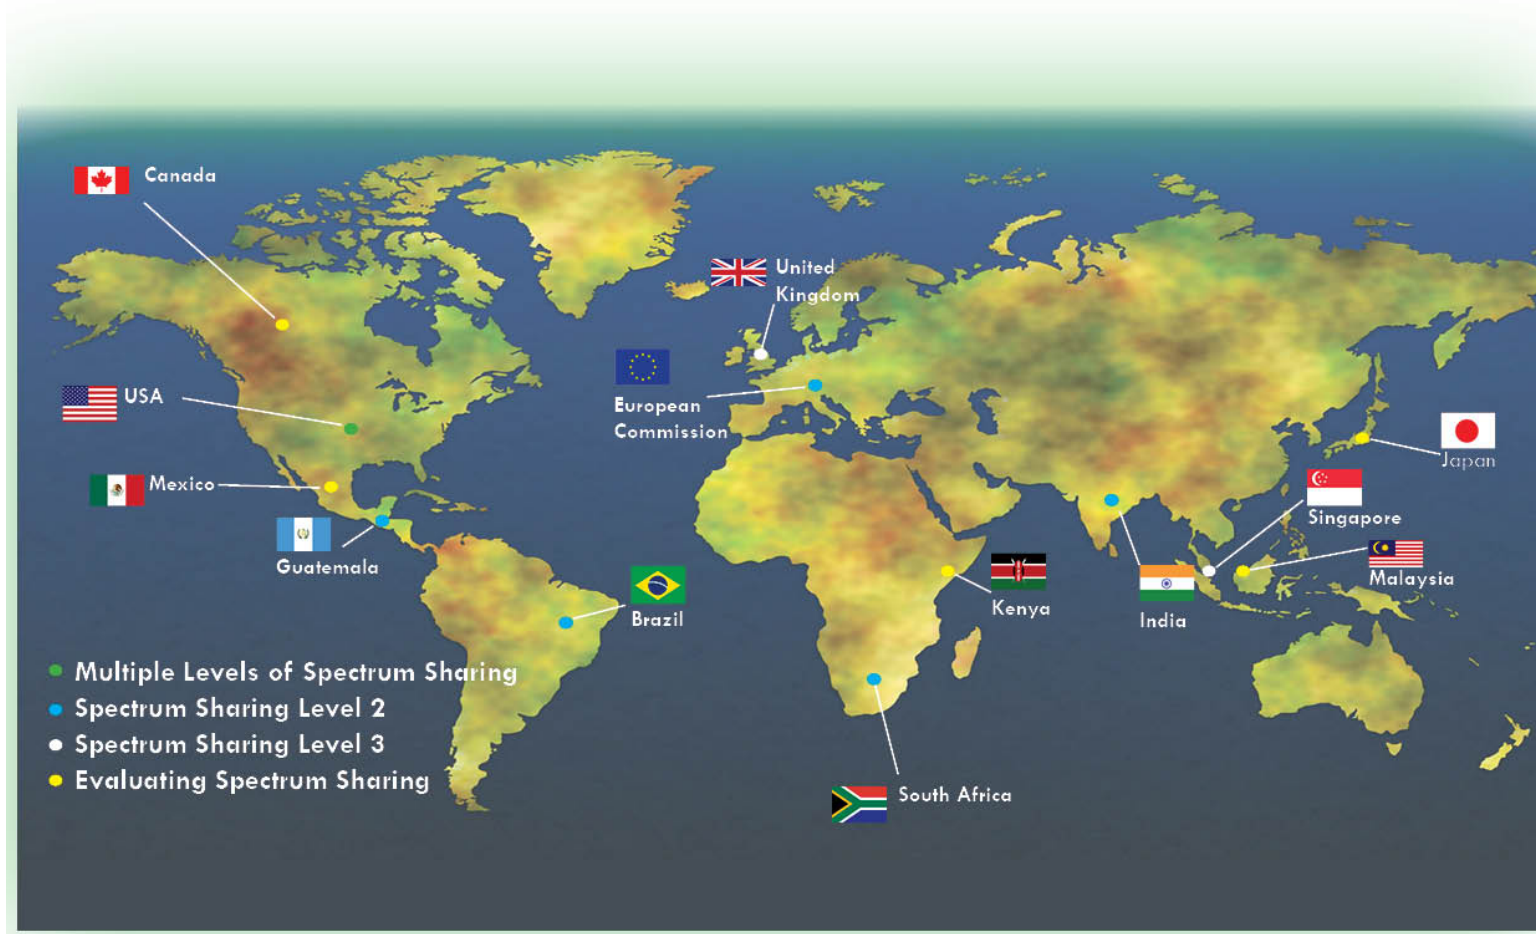 Canada
United
Kingdom
USA
European
Commission
Japan
Mexico
Singapore
Guatemala
Malaysia
Kenya
Brazil
India
Multiple Levels of Spectrum Sharing
Spectrum Sharing Level 2
Spectrum Sharing Level 3
Evaluating Spectrum Sharing
South Africa